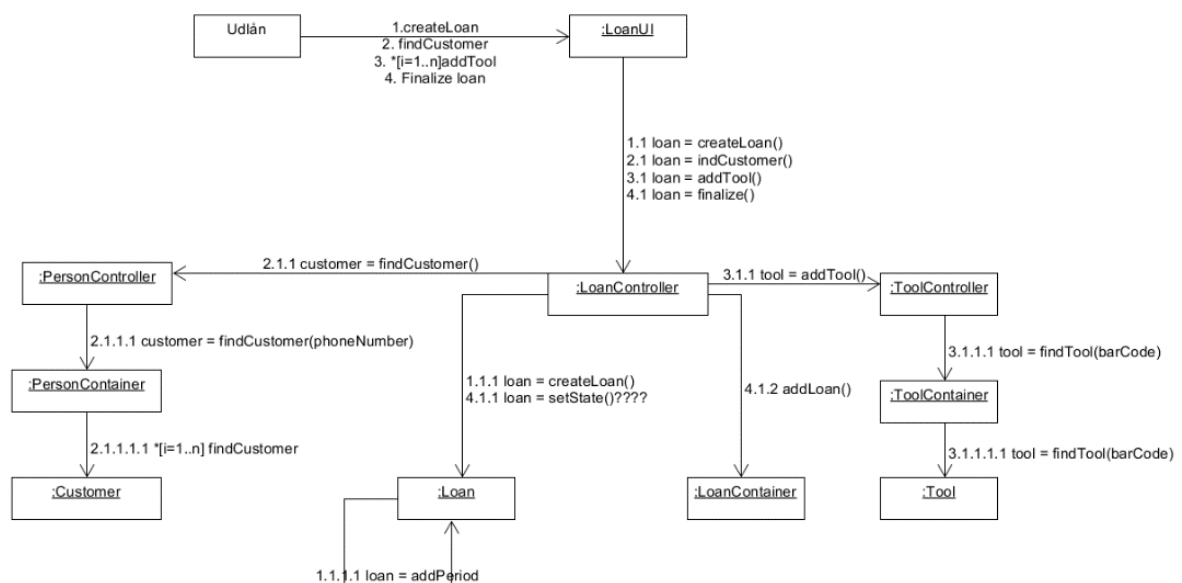 Udlån
1.createLoan
2. findCustomer
3. *[i=1..n]addTool
4. Finalize loan
:LoanUI
1.1 loan = createLoan()
2.1 loan = indCustomer()
3.1 loan = addTool()
4.1 loan = finalize()
:PersonController
2.1.1 customer = findCustomer()
:LoanController
3.1.1 tool = addTool()
:ToolController
2.1.1.1 customer = findCustomer(phoneNumber)
3.1.1.1 tool = findTool(barCode)
:PersonContainer
1.1.1 loan = createLoan()
4.1.1 loan = setState()????
4.1.2 addLoan()
:ToolContainer
2.1.1.1.1 *[i=1..n] findCustomer
3.1.1.1.1 tool = findTool(barCode)
:Customer
:Loan
:LoanContainer
:Tool
1.1.1.1 loan = addPeriod